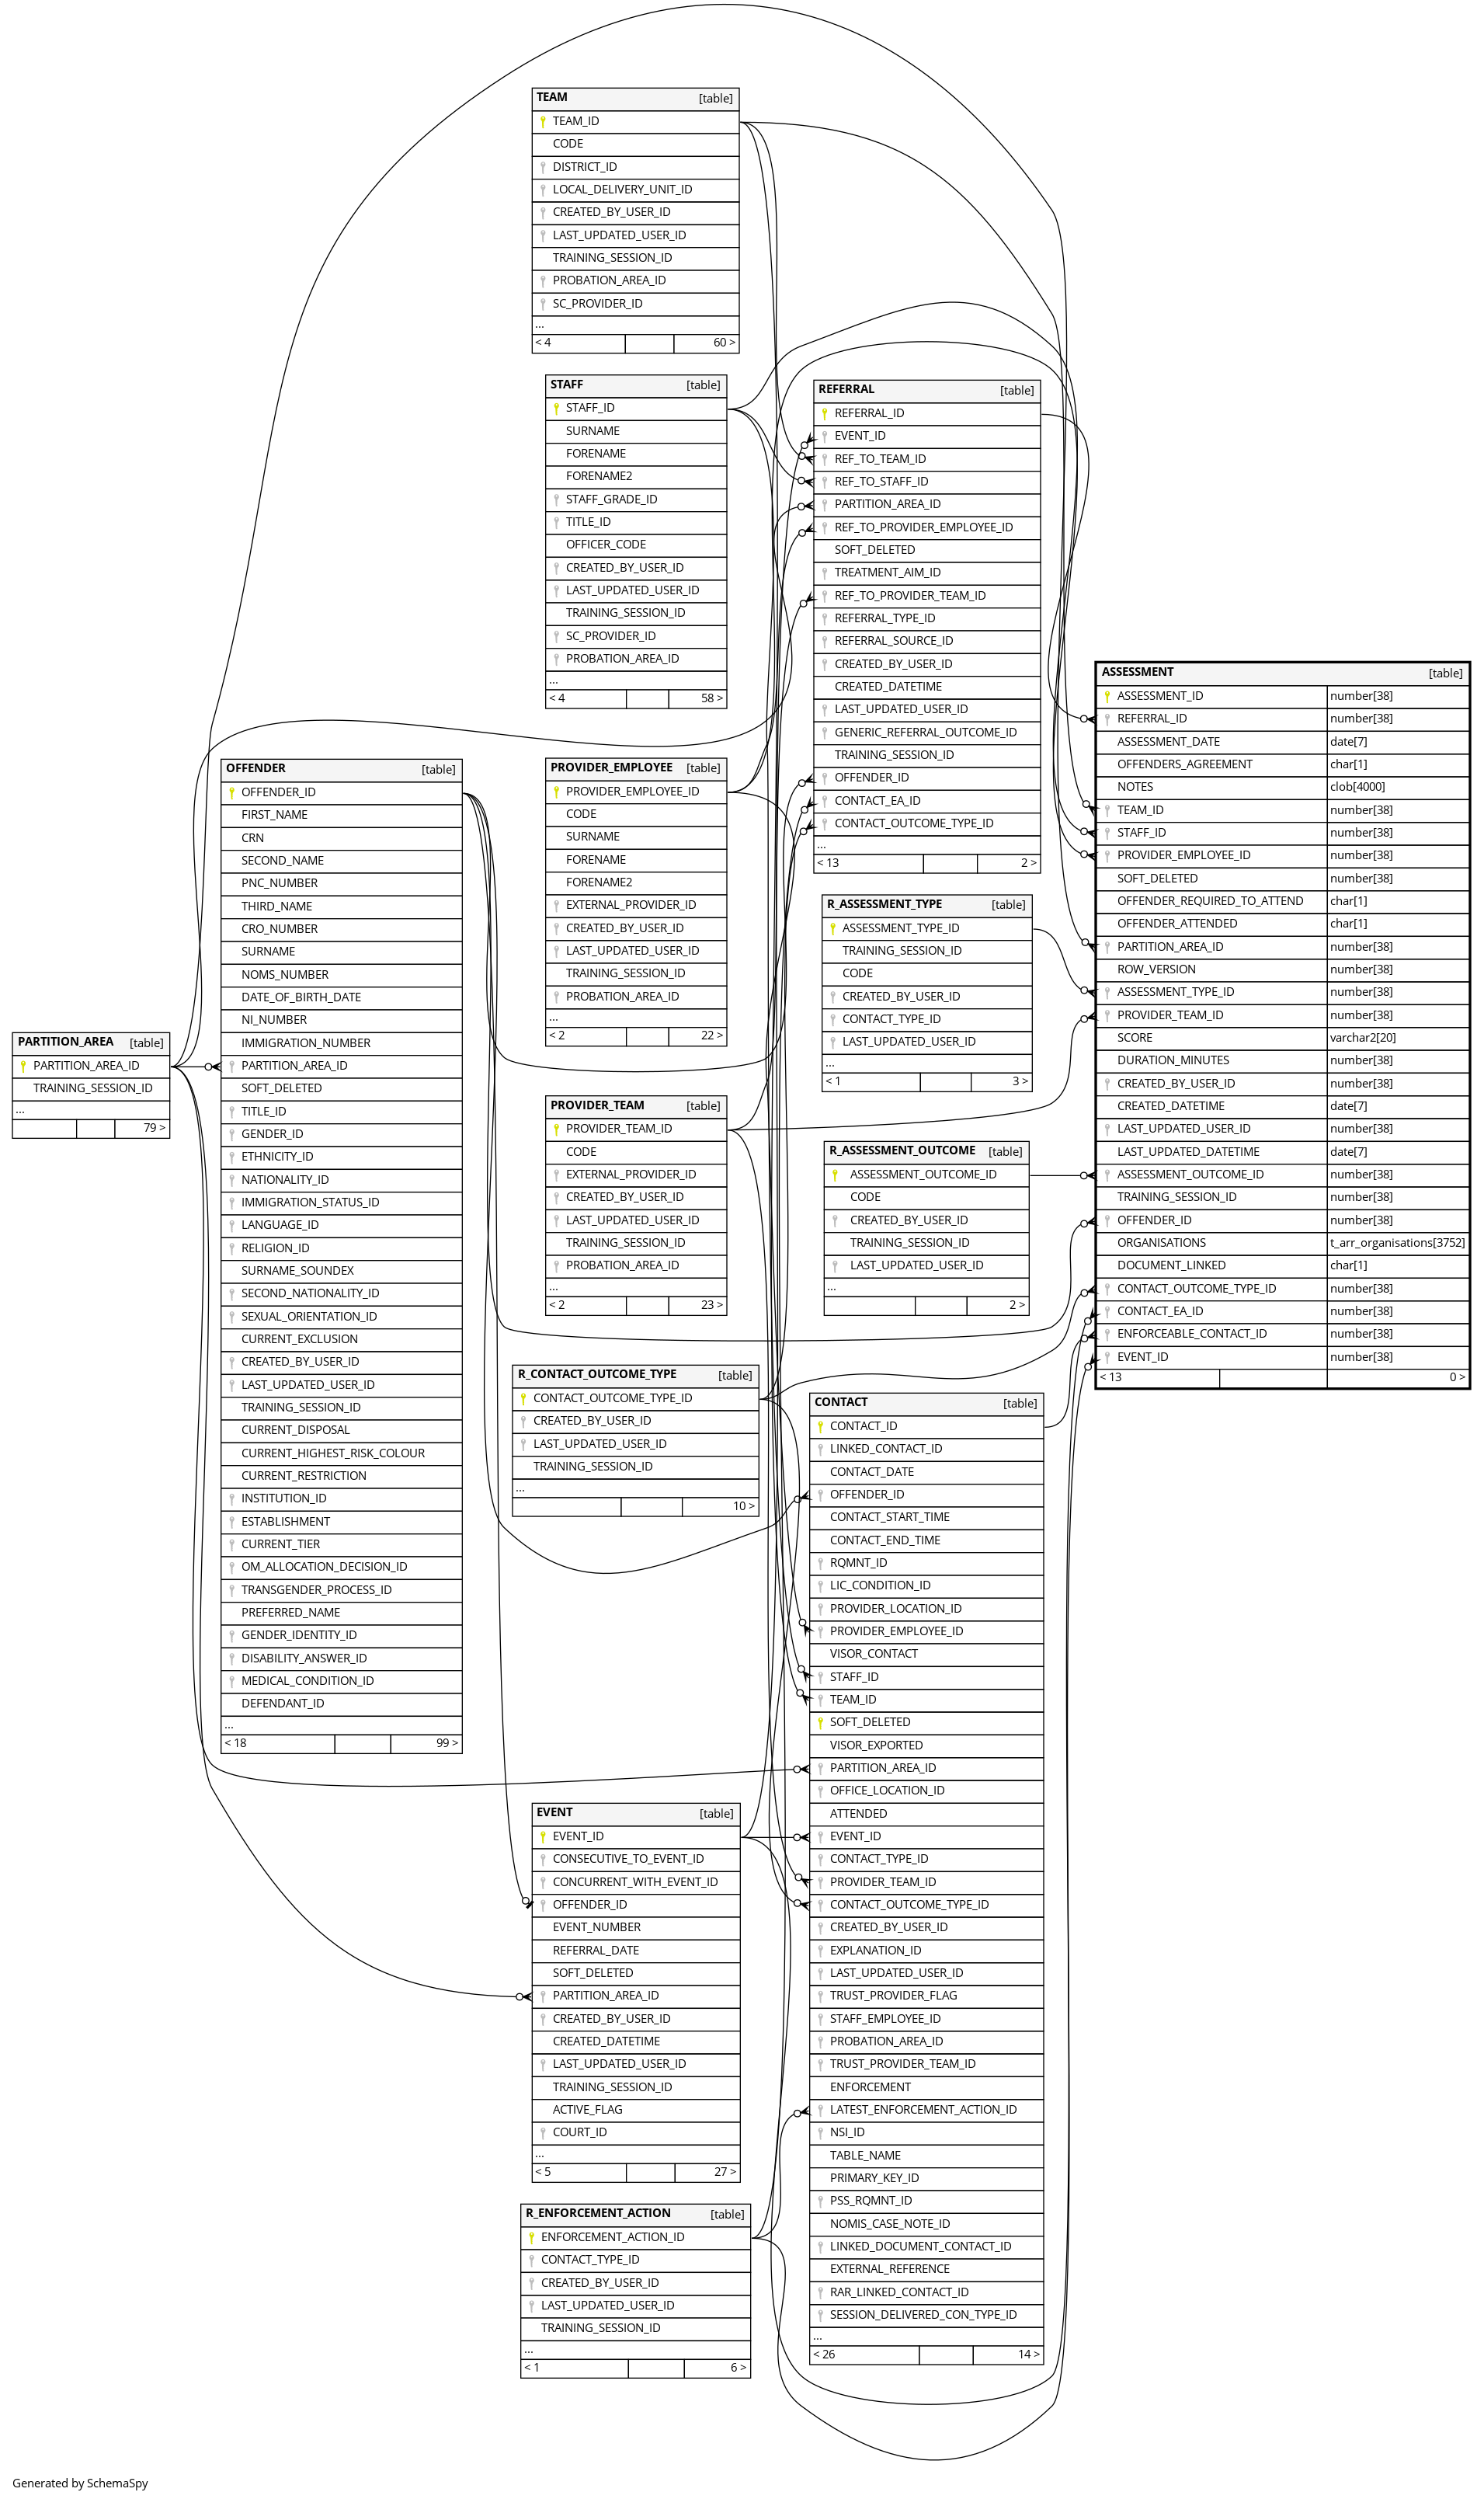 TEAM [table]
TEAM_ID
CODE
DISTRICT_ID
LOCAL_DELIVERY_UNIT_ID
CREATED_BY_USER_ID
LAST_UPDATED_USER_ID
TRAINING_SESSION_ID
PROBATION_AREA_ID
SC_PROVIDER_ID
...
< 4 60 >
STAFF [table]
STAFF_ID
SURNAME
FORENAME
FORENAME2
STAFF_GRADE_ID
TITLE_ID
OFFICER_CODE
CREATED_BY_USER_ID
LAST_UPDATED_USER_ID
TRAINING_SESSION_ID
SC_PROVIDER_ID
PROBATION_AREA_ID
...
< 4 58 >
REFERRAL [table]
REFERRAL_ID
EVENT_ID
REF_TO_TEAM_ID
REF_TO_STAFF_ID
PARTITION_AREA_ID
REF_TO_PROVIDER_EMPLOYEE_ID
SOFT_DELETED
TREATMENT_AIM_ID
REF_TO_PROVIDER_TEAM_ID
REFERRAL_TYPE_ID
REFERRAL_SOURCE_ID
CREATED_BY_USER_ID
CREATED_DATETIME
LAST_UPDATED_USER_ID
GENERIC_REFERRAL_OUTCOME_ID
TRAINING_SESSION_ID
OFFENDER_ID
CONTACT_EA_ID
CONTACT_OUTCOME_TYPE_ID
...
< 13 2 >
ASSESSMENT [table]
ASSESSMENT_ID number[38]
REFERRAL_ID number[38]
ASSESSMENT_DATE date[7]
OFFENDERS_AGREEMENT char[1]
NOTES clob[4000]
TEAM_ID number[38]
STAFF_ID number[38]
PROVIDER_EMPLOYEE_ID number[38]
SOFT_DELETED number[38]
OFFENDER_REQUIRED_TO_ATTEND char[1]
OFFENDER_ATTENDED char[1]
PARTITION_AREA_ID number[38]
ROW_VERSION number[38]
ASSESSMENT_TYPE_ID number[38]
PROVIDER_TEAM_ID number[38]
SCORE varchar2[20]
DURATION_MINUTES number[38]
CREATED_BY_USER_ID number[38]
CREATED_DATETIME date[7]
LAST_UPDATED_USER_ID number[38]
LAST_UPDATED_DATETIME date[7]
ASSESSMENT_OUTCOME_ID number[38]
TRAINING_SESSION_ID number[38]
OFFENDER_ID number[38]
ORGANISATIONS t_arr_organisations[3752]
DOCUMENT_LINKED char[1]
CONTACT_OUTCOME_TYPE_ID number[38]
CONTACT_EA_ID number[38]
ENFORCEABLE_CONTACT_ID number[38]
EVENT_ID number[38]
< 13 0 >
OFFENDER [table]
OFFENDER_ID
FIRST_NAME
CRN
SECOND_NAME
PNC_NUMBER
THIRD_NAME
CRO_NUMBER
SURNAME
NOMS_NUMBER
DATE_OF_BIRTH_DATE
NI_NUMBER
IMMIGRATION_NUMBER
PARTITION_AREA_ID
SOFT_DELETED
TITLE_ID
GENDER_ID
ETHNICITY_ID
NATIONALITY_ID
IMMIGRATION_STATUS_ID
LANGUAGE_ID
RELIGION_ID
SURNAME_SOUNDEX
SECOND_NATIONALITY_ID
SEXUAL_ORIENTATION_ID
CURRENT_EXCLUSION
CREATED_BY_USER_ID
LAST_UPDATED_USER_ID
TRAINING_SESSION_ID
CURRENT_DISPOSAL
CURRENT_HIGHEST_RISK_COLOUR
CURRENT_RESTRICTION
INSTITUTION_ID
ESTABLISHMENT
CURRENT_TIER
OM_ALLOCATION_DECISION_ID
TRANSGENDER_PROCESS_ID
PREFERRED_NAME
GENDER_IDENTITY_ID
DISABILITY_ANSWER_ID
MEDICAL_CONDITION_ID
DEFENDANT_ID
...
< 18 99 >
PROVIDER_EMPLOYEE [table]
PROVIDER_EMPLOYEE_ID
CODE
SURNAME
FORENAME
FORENAME2
EXTERNAL_PROVIDER_ID
CREATED_BY_USER_ID
LAST_UPDATED_USER_ID
TRAINING_SESSION_ID
PROBATION_AREA_ID
...
< 2 22 >
R_ASSESSMENT_TYPE [table]
ASSESSMENT_TYPE_ID
TRAINING_SESSION_ID
CODE
CREATED_BY_USER_ID
CONTACT_TYPE_ID
LAST_UPDATED_USER_ID
...
< 1 3 >
PARTITION_AREA [table]
PARTITION_AREA_ID
TRAINING_SESSION_ID
...
79 >
PROVIDER_TEAM [table]
PROVIDER_TEAM_ID
CODE
EXTERNAL_PROVIDER_ID
CREATED_BY_USER_ID
LAST_UPDATED_USER_ID
TRAINING_SESSION_ID
PROBATION_AREA_ID
...
< 2 23 >
R_ASSESSMENT_OUTCOME [table]
ASSESSMENT_OUTCOME_ID
CODE
CREATED_BY_USER_ID
TRAINING_SESSION_ID
LAST_UPDATED_USER_ID
...
2 >
R_CONTACT_OUTCOME_TYPE [table]
CONTACT_OUTCOME_TYPE_ID
CREATED_BY_USER_ID
LAST_UPDATED_USER_ID
TRAINING_SESSION_ID
...
10 >
CONTACT [table]
CONTACT_ID
LINKED_CONTACT_ID
CONTACT_DATE
OFFENDER_ID
CONTACT_START_TIME
CONTACT_END_TIME
RQMNT_ID
LIC_CONDITION_ID
PROVIDER_LOCATION_ID
PROVIDER_EMPLOYEE_ID
VISOR_CONTACT
STAFF_ID
TEAM_ID
SOFT_DELETED
VISOR_EXPORTED
PARTITION_AREA_ID
OFFICE_LOCATION_ID
ATTENDED
EVENT_ID
CONTACT_TYPE_ID
PROVIDER_TEAM_ID
CONTACT_OUTCOME_TYPE_ID
CREATED_BY_USER_ID
EXPLANATION_ID
LAST_UPDATED_USER_ID
TRUST_PROVIDER_FLAG
STAFF_EMPLOYEE_ID
PROBATION_AREA_ID
TRUST_PROVIDER_TEAM_ID
ENFORCEMENT
LATEST_ENFORCEMENT_ACTION_ID
NSI_ID
TABLE_NAME
PRIMARY_KEY_ID
PSS_RQMNT_ID
NOMIS_CASE_NOTE_ID
LINKED_DOCUMENT_CONTACT_ID
EXTERNAL_REFERENCE
RAR_LINKED_CONTACT_ID
SESSION_DELIVERED_CON_TYPE_ID
...
< 26 14 >
EVENT [table]
EVENT_ID
CONSECUTIVE_TO_EVENT_ID
CONCURRENT_WITH_EVENT_ID
OFFENDER_ID
EVENT_NUMBER
REFERRAL_DATE
SOFT_DELETED
PARTITION_AREA_ID
CREATED_BY_USER_ID
CREATED_DATETIME
LAST_UPDATED_USER_ID
TRAINING_SESSION_ID
ACTIVE_FLAG
COURT_ID
...
< 5 27 >
R_ENFORCEMENT_ACTION [table]
ENFORCEMENT_ACTION_ID
CONTACT_TYPE_ID
CREATED_BY_USER_ID
LAST_UPDATED_USER_ID
TRAINING_SESSION_ID
...
< 1 6 >
Generated by SchemaSpy